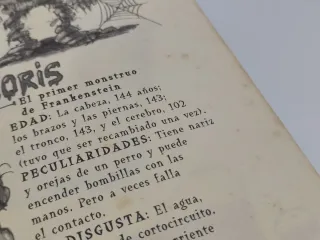 ORIS
El primer monstruo
de Frankenstein
EDAD: La cabeza, 144 años;
los brazos y las piernas, 143;
el tronco, 143, y el cerebro, 102
(tuvo que ser recambiado una vez).
PECULIARIDADES: Tiene nariz
y orejas de un perro y puede
encender bombillas con las
manos. Pero a veces falla
el contacto.
DISGUSTA: El agua,
de cortocircuito.